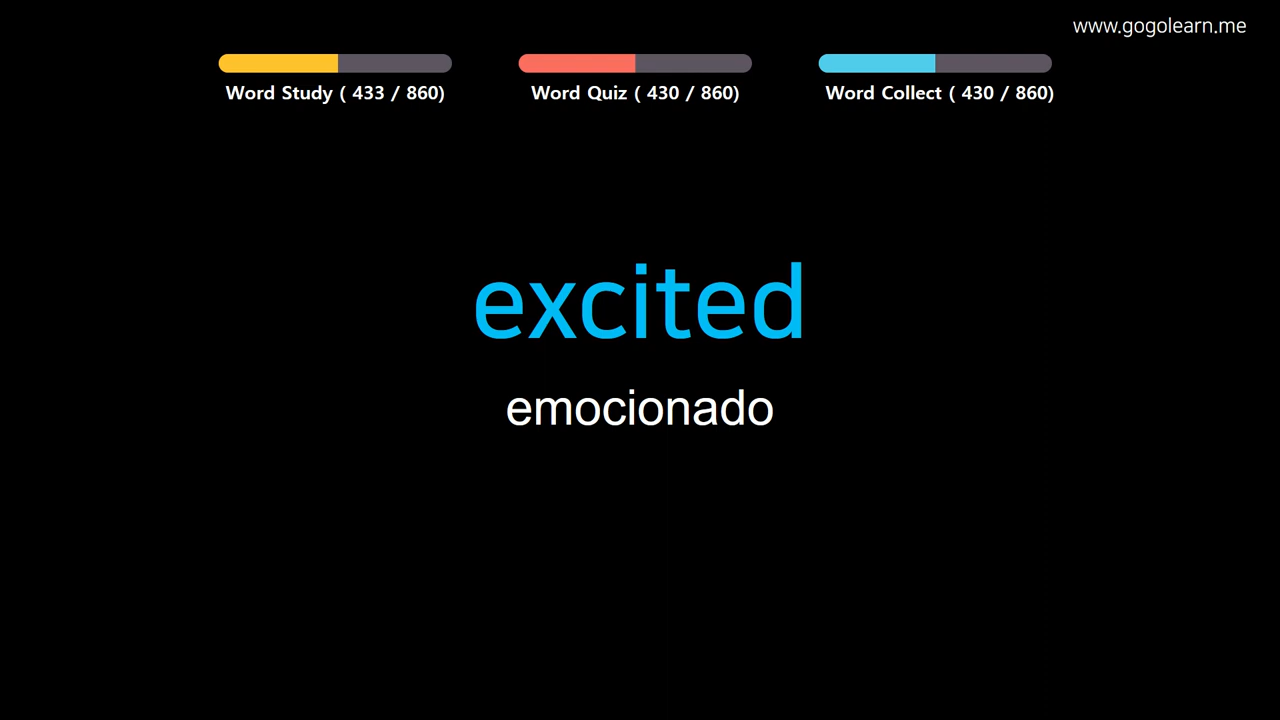 www.gogolearn.me
Word Study ( 433 / 860)
Word Quiz ( 430 / 860)
Word Collect ( 430 / 860)
excited
emocionado